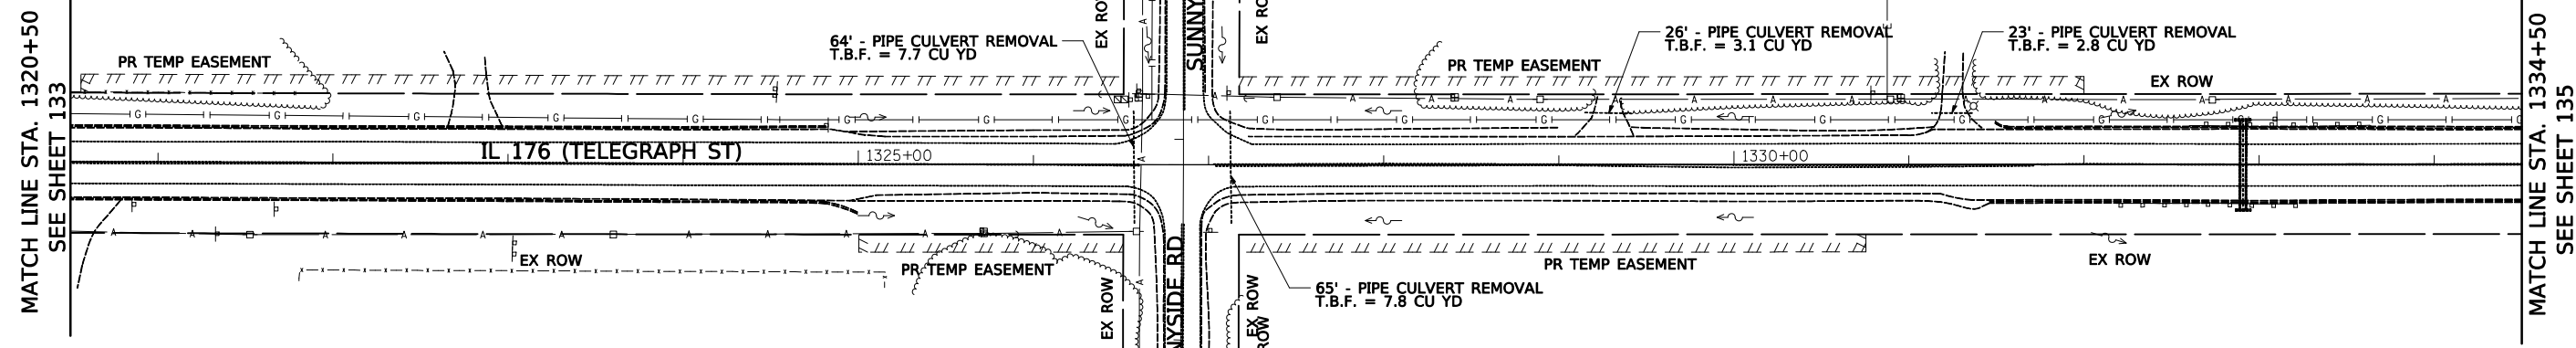 MATCH LINE STA. 1320+50
SEE SHEET 133
PR TEMP EASEMENT
64' - PIPE CULVERT REMOVAL
T.B.F. = 7.7 CU YD
EX ROW
SUNNY
EX ROW
PR TEMP EASEMENT
26' - PIPE CULVERT REMOVAL
T.B.F. = 3.1 CU YD
23' - PIPE CULVERT REMOVAL
T.B.F. = 2.8 CU YD
EX ROW
IL 176 (TELEGRAPH ST)
1325+00
1330+00
EX ROW
PR TEMP EASEMENT
EX ROW
NYSIDE RD
EX ROW
ROW
65' - PIPE CULVERT REMOVAL
T.B.F. = 7.8 CU YD
PR TEMP EASEMENT
EX ROW
MATCH LINE STA. 1334+50
SEE SHEET 135